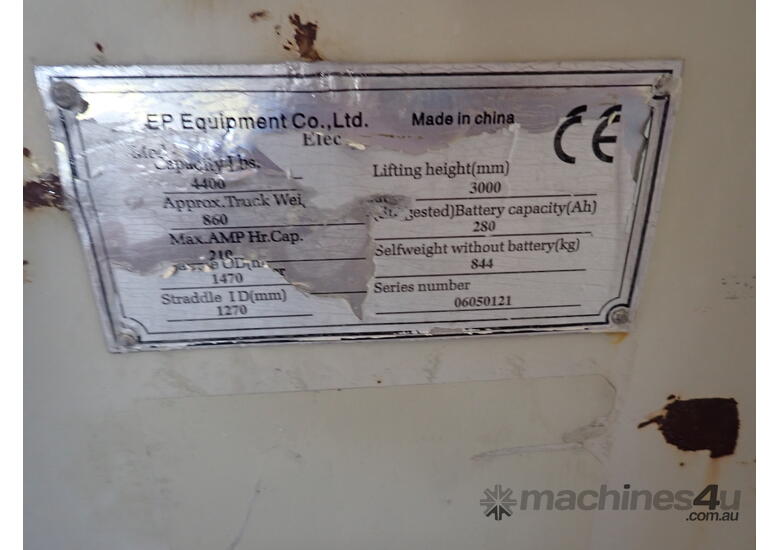 EP Equipment Co.,Ltd. Made in china
CE
Elec
Capacity Lbs.
4400
Approx.Truck Wei
860
Max.AMP Hr.Cap.
210
1470
Straddle ID(mm)
1270
Lifting height(mm)
3000
Battery capacity(Ah)
280
Selfweight without battery(kg)
844
Series number
06050121
machines4u
.com.au